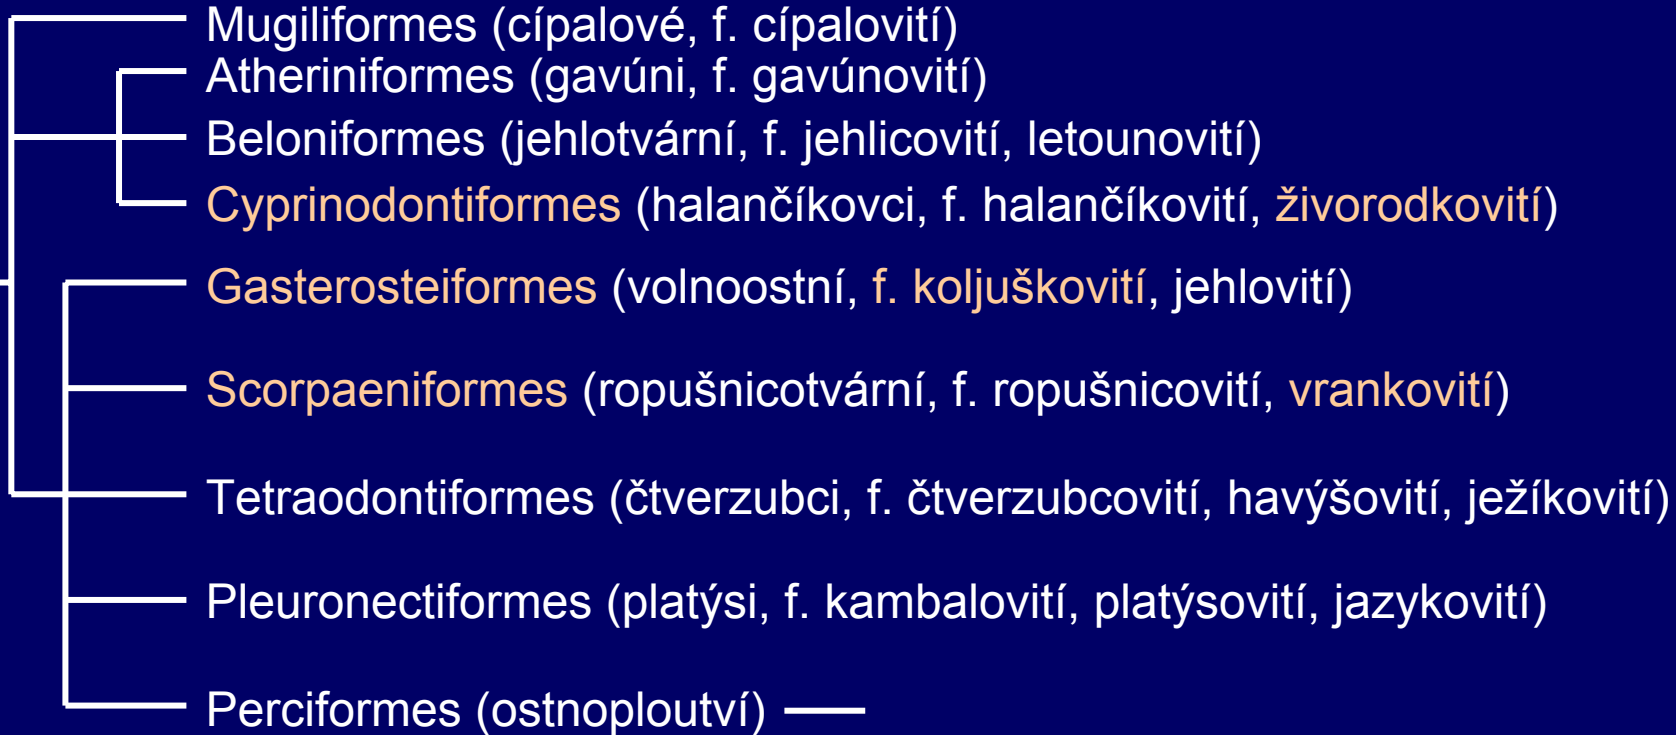 Mugiliformes (cípalové, f. cípalovití)
Atheriniformes (gavúni, f. gavúnovití)
Beloniformes (jehlotvární, f. jehlicovití, letounovití)
Cyprinodontiformes (halančíkovci, f. halančíkovití, živorodkovití)
Gasterosteiformes (volnoostní, f. koljuškovití, jehlovití)
Scorpaeniformes (ropušnicotvární, f. ropušnicovití, vrankovití)
Tetraodontiformes (čtverzubci, f. čtverzubcovití, havýšovití, ježíkovití)
Pleuronectiformes (platýsi, f. kambalovití, platýsovití, jazykovití)
Perciformes (ostnoploutví)